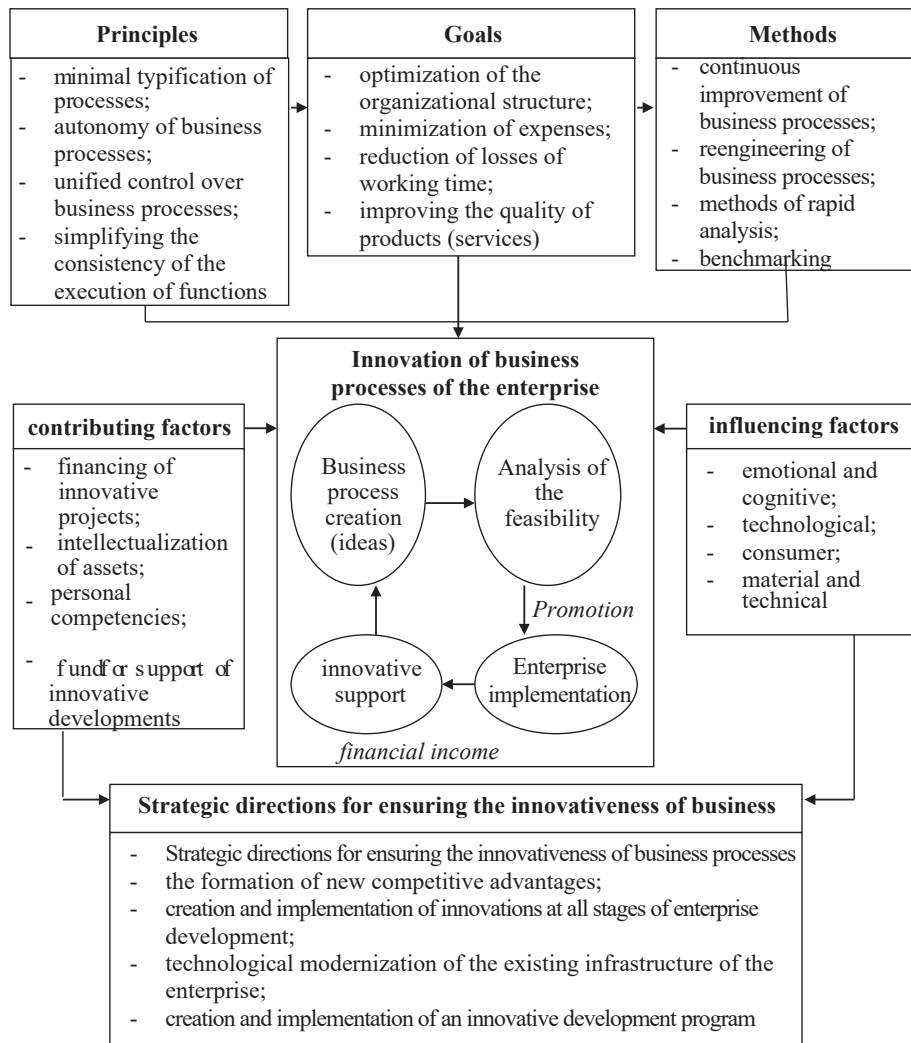 Principles
- minimal typification of
processes;
- autonomy of business
processes;
- unified control over
business processes;
- simplifying the
consistency of the
execution of functions
Goals
- optimization of the
organizational structure;
- minimization of expenses;
- reduction of losses of
working time;
- improving the quality of
products (services)
Methods
- continuous
improvement of
business processes;
- reengineering of
business processes;
- methods of rapid
analysis;
- benchmarking
Innovation of business
processes of the enterprise
contributing factors
- financing of
innovative
projects;
- intellectualization
of assets;
- personal
competencies;
- fundfor support of
innovative
developments
Business
process
creation
(ideas)
Analysis of
the
feasibility
Promotion
innovative
support
Enterprise
implementation
financial income
influencing factors
- emotional and
cognitive;
- technological;
- consumer;
- material and
technical
Strategic directions for ensuring the innovativeness of business
- Strategic directions for ensuring the innovativeness of business processes
- the formation of new competitive advantages;
- creation and implementation of innovations at all stages of enterprise
development;
- technological modernization of the existing infrastructure of the
enterprise;
- creation and implementation of an innovative development program